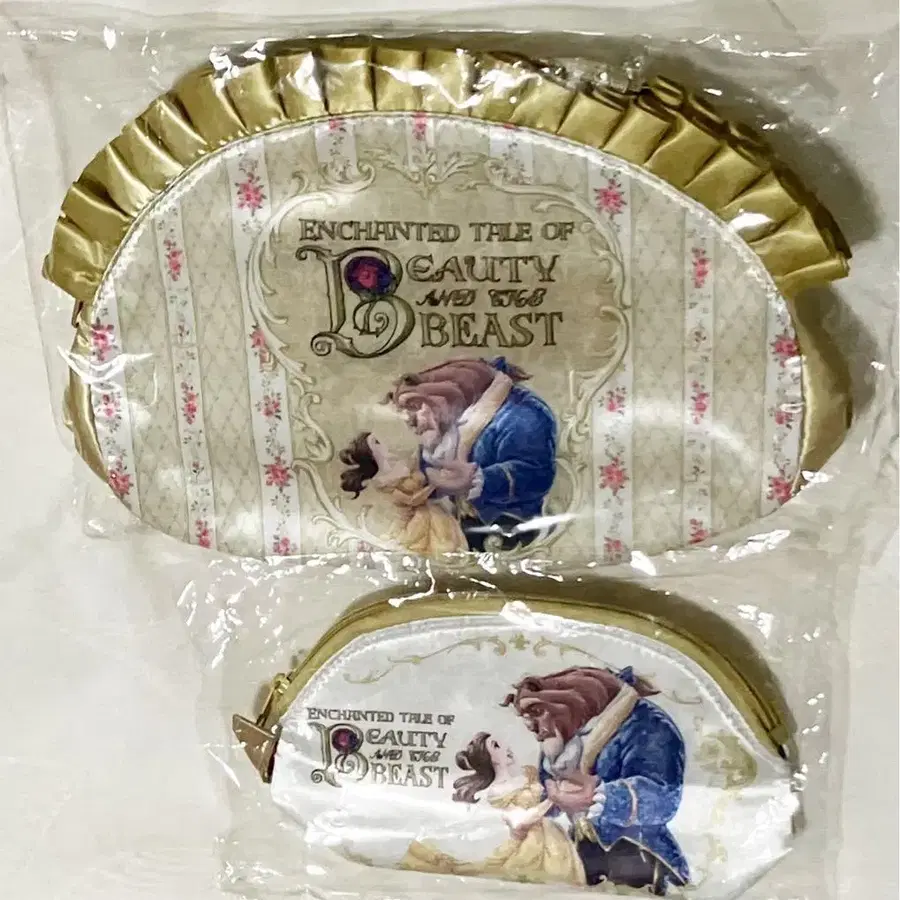 ENCHANTED TALE OF
BEAUTY
AND THE
BEAST
ENCHANTED TALE OF
BEAUTY
AND THE
BEAST